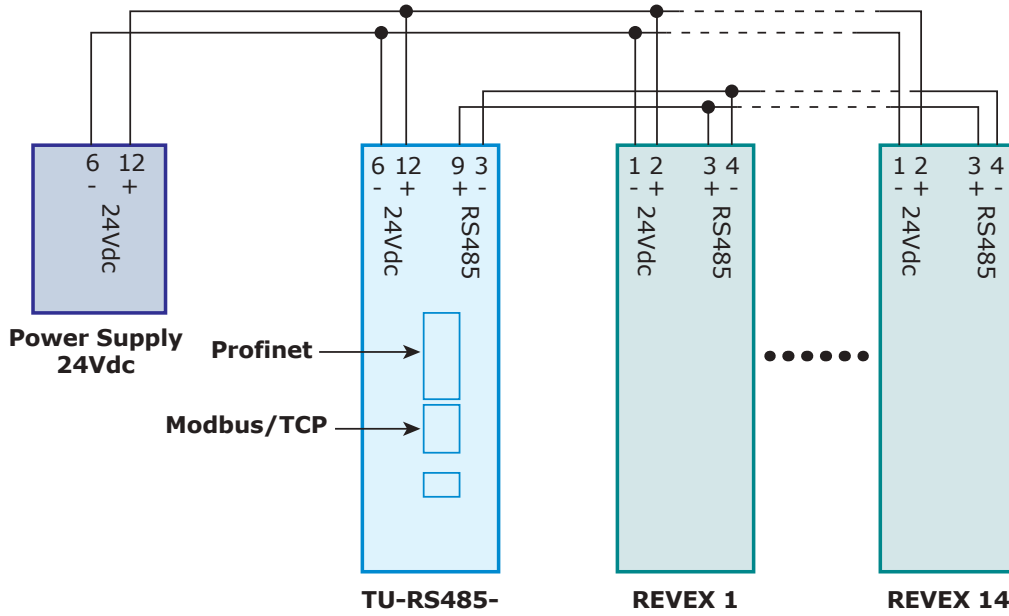 6 12
- +
24Vdc
Power Supply
24Vdc
6 12 9 3
- + + -
24Vdc RS485
Profinet
Modbus/TCP
TU-RS485-
1 2 3 4
- + + -
24Vdc RS485
REVEX 1
1 2 3 4
- + + -
24Vdc RS485
REVEX 14